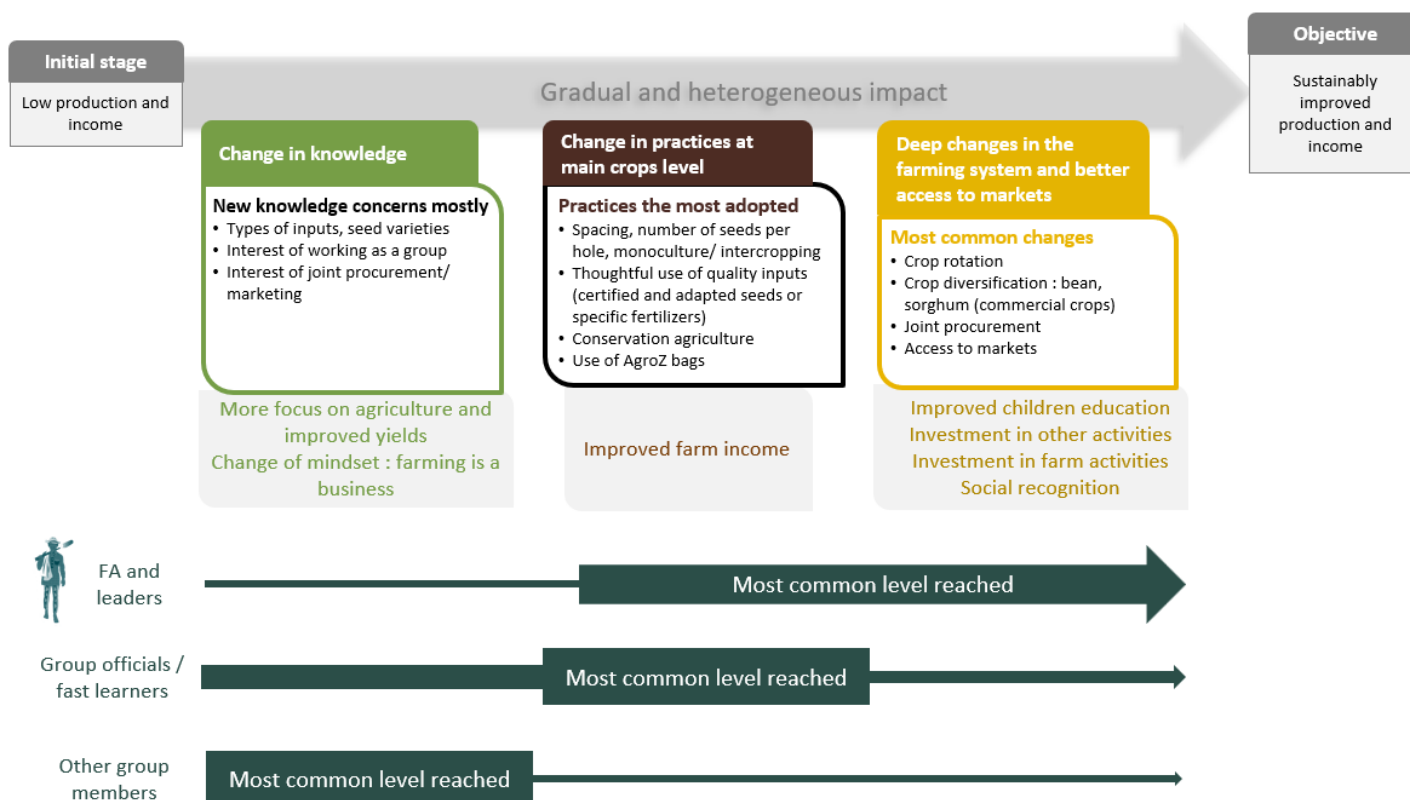 Initial stage
Low production and
income
Gradual and heterogeneous impact
Objective
Sustainably
improved
production and
income
Change in knowledge
New knowledge concerns mostly
• Types of inputs, seed varieties
• Interest of working as a group
• Interest of joint procurement/
marketing
More focus on agriculture and
improved yields
Change of mindset : farming is a
business
Change in practices at
main crops level
Practices the most adopted
• Spacing, number of seeds per
hole, monoculture/ intercropping
• Thoughtful use of quality inputs
(certified and adapted seeds or
specific fertilizers)
• Conservation agriculture
• Use of AgroZ bags
Improved farm income
Deep changes in the
farming system and better
access to markets
Most common changes
• Crop rotation
• Crop diversification : bean,
sorghum (commercial crops)
• Joint procurement
• Access to markets
Improved children education
Investment in other activities
Investment in farm activities
Social recognition
FA and
leaders
Most common level reached
Group officials /
fast learners
Most common level reached
Other group
members
Most common level reached